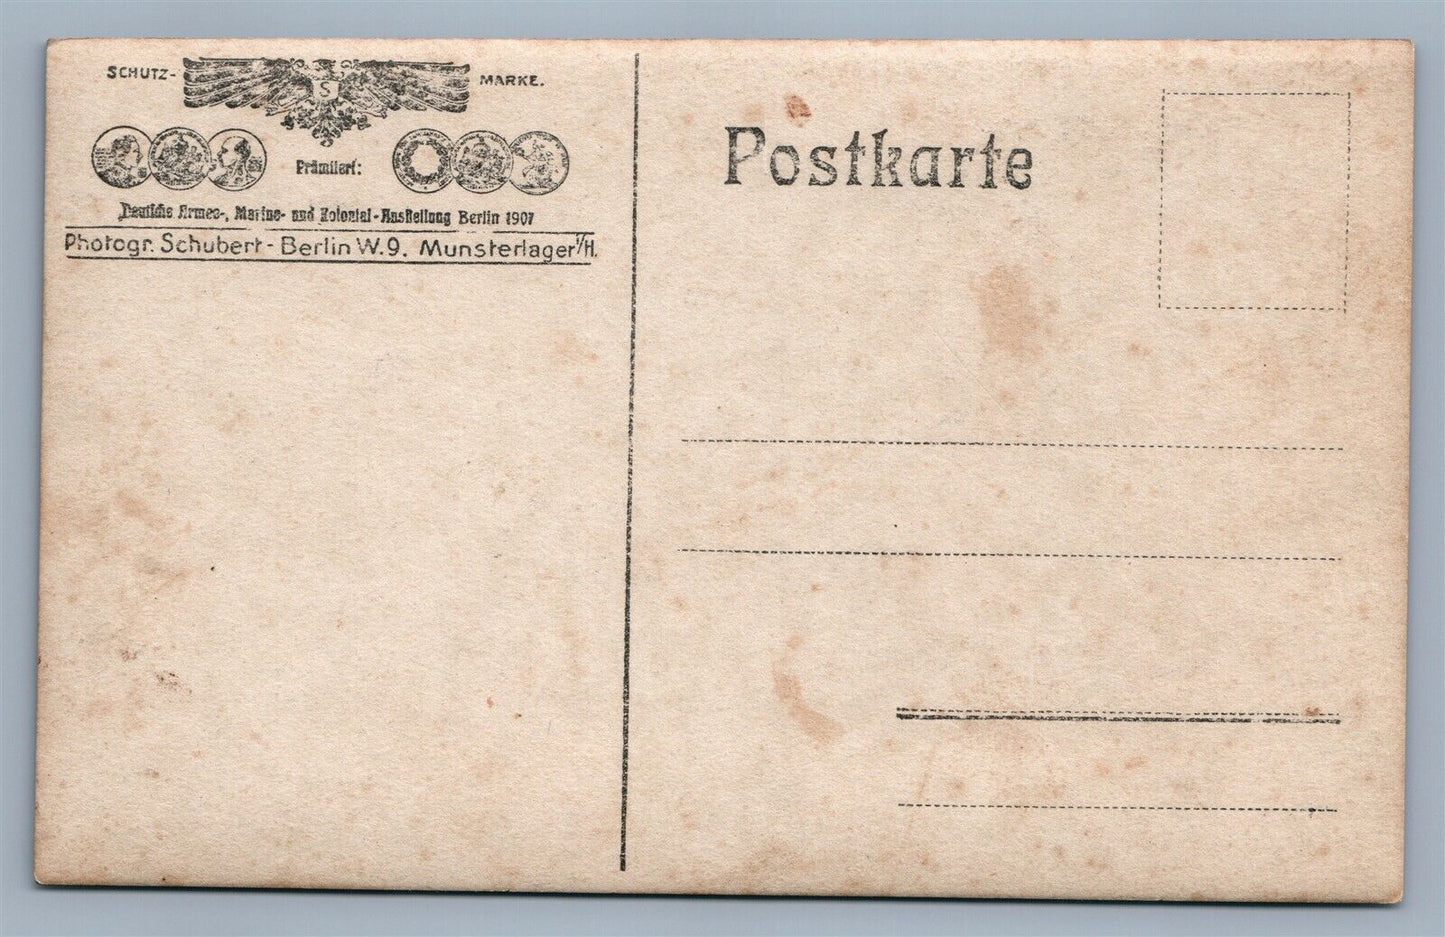 SCHUTZ- S MARKE.
Prämiiert:
Deutsche Armee-, Marine- und Kolonial-Ausstellung Berlin 1907
Photogr. Schubert - Berlin W.9. Munsterlager i/H.
Postkarte